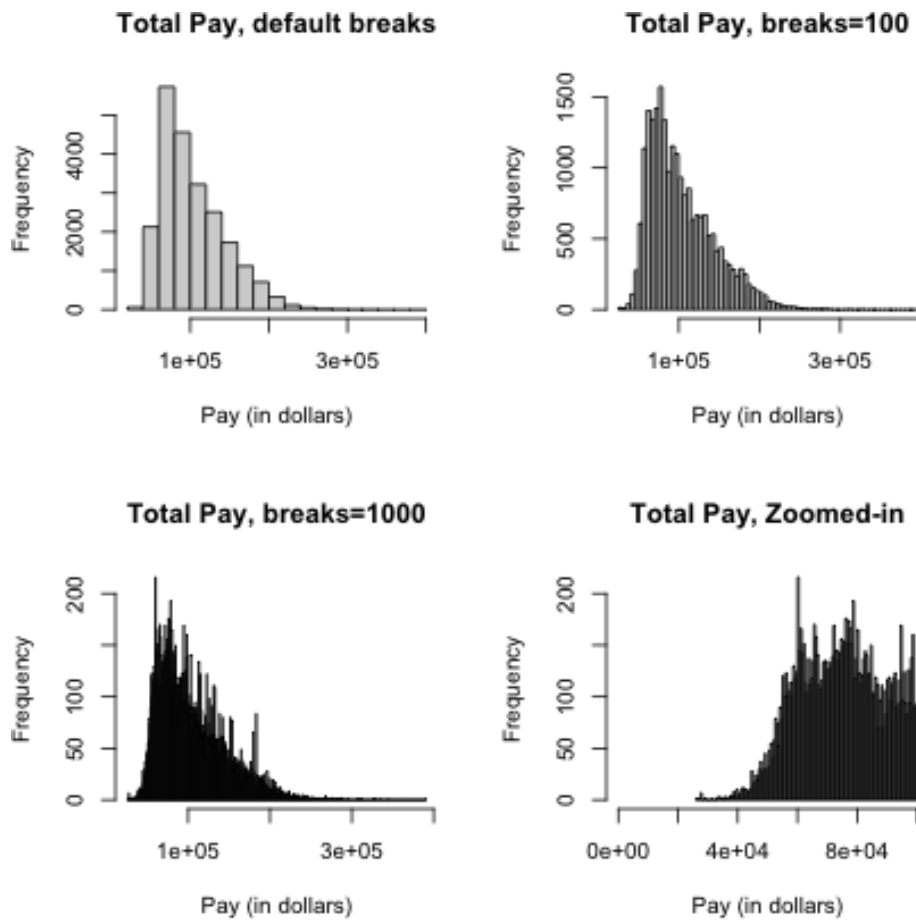 Total Pay, default breaks
Frequency
0
2000
4000
1e+05
3e+05
Pay (in dollars)
Total Pay, breaks=100
Frequency
0
500
1000
1500
1e+05
3e+05
Pay (in dollars)
Total Pay, breaks=1000
Frequency
0
50
100
200
1e+05
3e+05
Pay (in dollars)
Total Pay, Zoomed-in
Frequency
0
50
100
200
0e+00
4e+04
8e+04
Pay (in dollars)